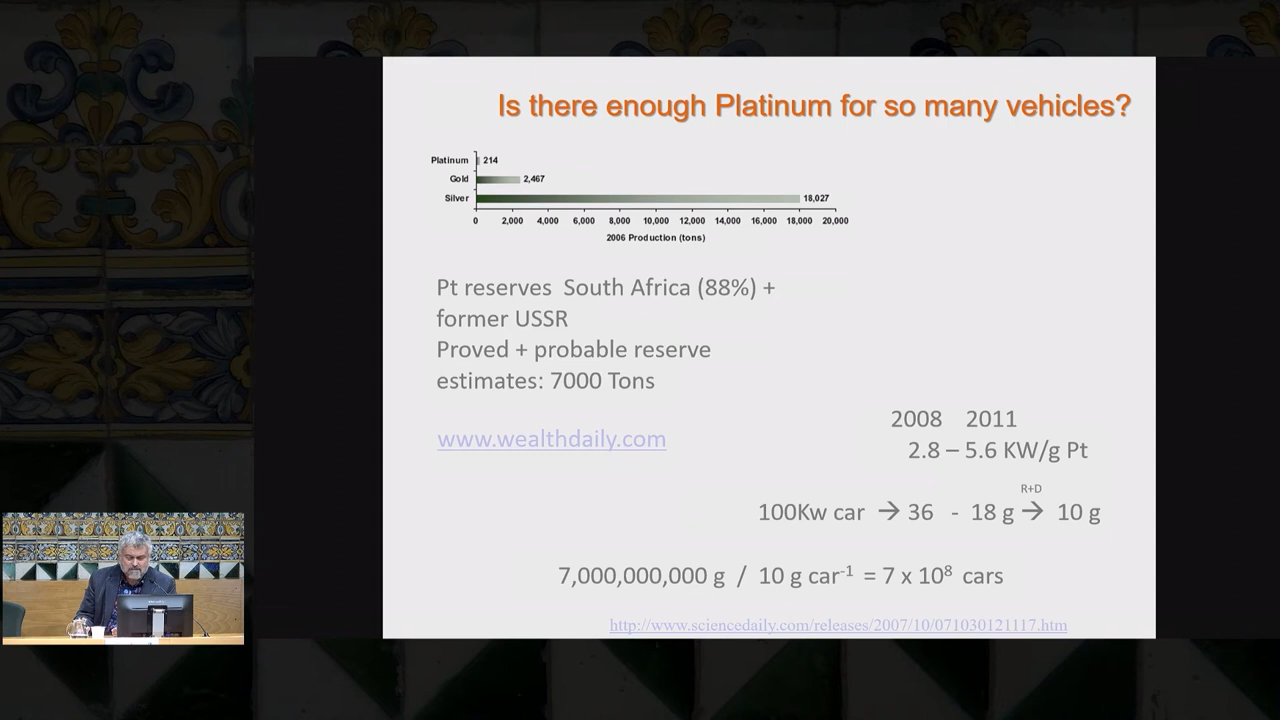 Is there enough Platinum for so many vehicles?
Platinum 214
Gold 2,467
Silver 18,027
0 2,000 4,000 6,000 8,000 10,000 12,000 14,000 16,000 18,000 20,000
2006 Production (tons)
Pt reserves South Africa (88%) +
former USSR
Proved + probable reserve
estimates: 7000 Tons
www.wealthdaily.com
2008 2011
2.8 – 5.6 KW/g Pt
R+D
100Kw car → 36 - 18 g → 10 g
7,000,000,000 g / 10 g car⁻¹ = 7 x 10⁸ cars
http://www.sciencedaily.com/releases/2007/10/071030121117.htm